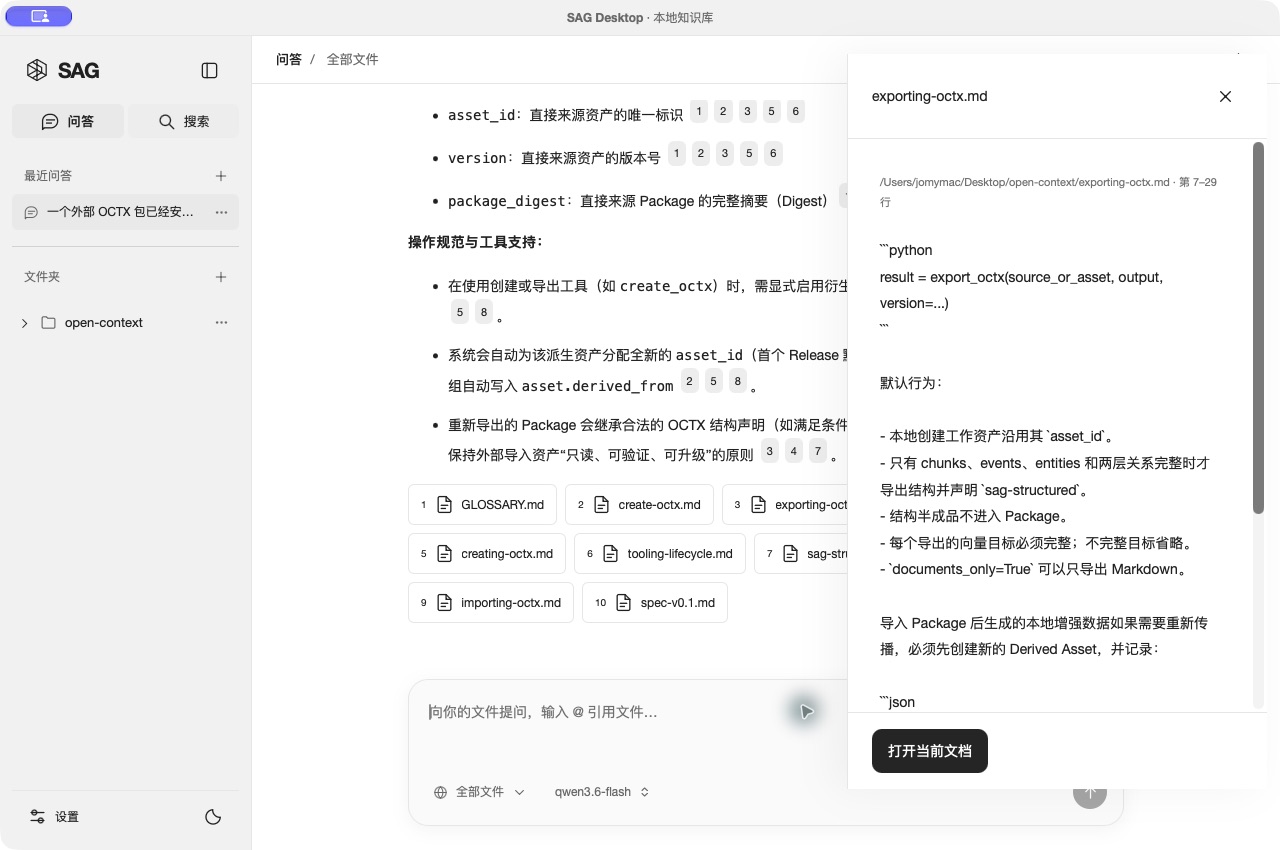 SAG Desktop · 本地知识库
SAG
问答
搜索
最近问答
一个外部 OCTX 包已经安...
文件夹
open-context
设置
问答 / 全部文件
asset_id：直接来源资产的唯一标识 1 2 3 5 6
version：直接来源资产的版本号 1 2 3 5 6
package_digest：直接来源 Package 的完整摘要（Digest）
操作规范与工具支持：
在使用创建或导出工具（如 create_octx）时，需显式启用衍生
5 8 。
系统会自动为该派生资产分配全新的 asset_id（首个 Release
组自动写入 asset.derived_from 2 5 8 。
重新导出的 Package 会继承合法的 OCTX 结构声明（如满足条件
保持外部导入资产“只读、可验证、可升级”的原则 3 4 7 。
1 GLOSSARY.md 2 create-octx.md 3 exporting-oct
5 creating-octx.md 6 tooling-lifecycle.md 7 sag-stru
9 importing-octx.md 10 spec-v0.1.md
向你的文件提问，输入 @ 引用文件...
全部文件 qwen3.6-flash
exporting-octx.md
/Users/jomymac/Desktop/open-context/exporting-octx.md · 第 7–29
行
```python
result = export_octx(source_or_asset, output,
version=...)
```
默认行为：
- 本地创建工作资产沿用其 `asset_id`。
- 只有 chunks、events、entities 和两层关系完整时才
导出结构并声明 `sag-structured`。
- 结构半成品不进入 Package。
- 每个导出的向量目标必须完整；不完整目标省略。
- `documents_only=True` 可以只导出 Markdown。
导入 Package 后生成的本地增强数据如果需要重新传
播，必须先创建新的 Derived Asset，并记录：
```json
打开当前文档